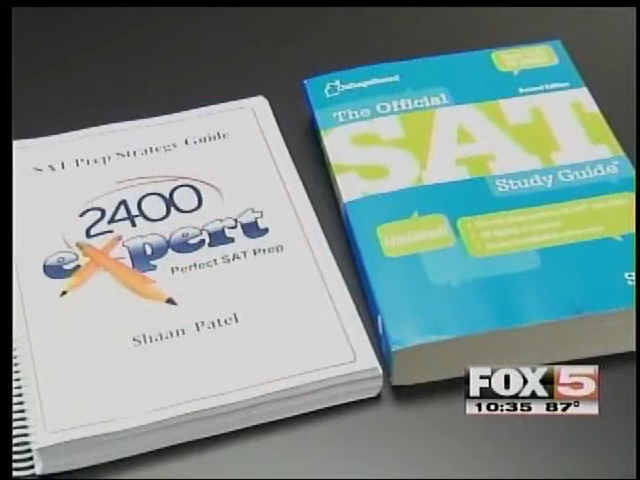 SAT Prep Strategy Guide
2400
expert
Perfect SAT Prep
Shaan Patel
CollegeBoard
The Official
Second Edition
SAT
Study Guide™
FOX 5
10:35 87°